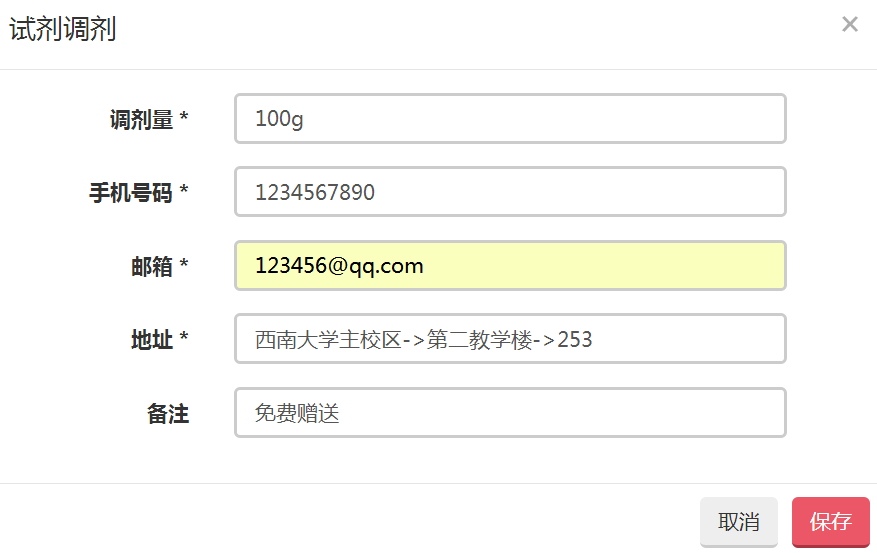 试剂调剂
×
调剂量 * 100g
手机号码 * 1234567890
邮箱 * 123456@qq.com
地址 * 西南大学主校区->第二教学楼->253
备注 免费赠送
取消 保存